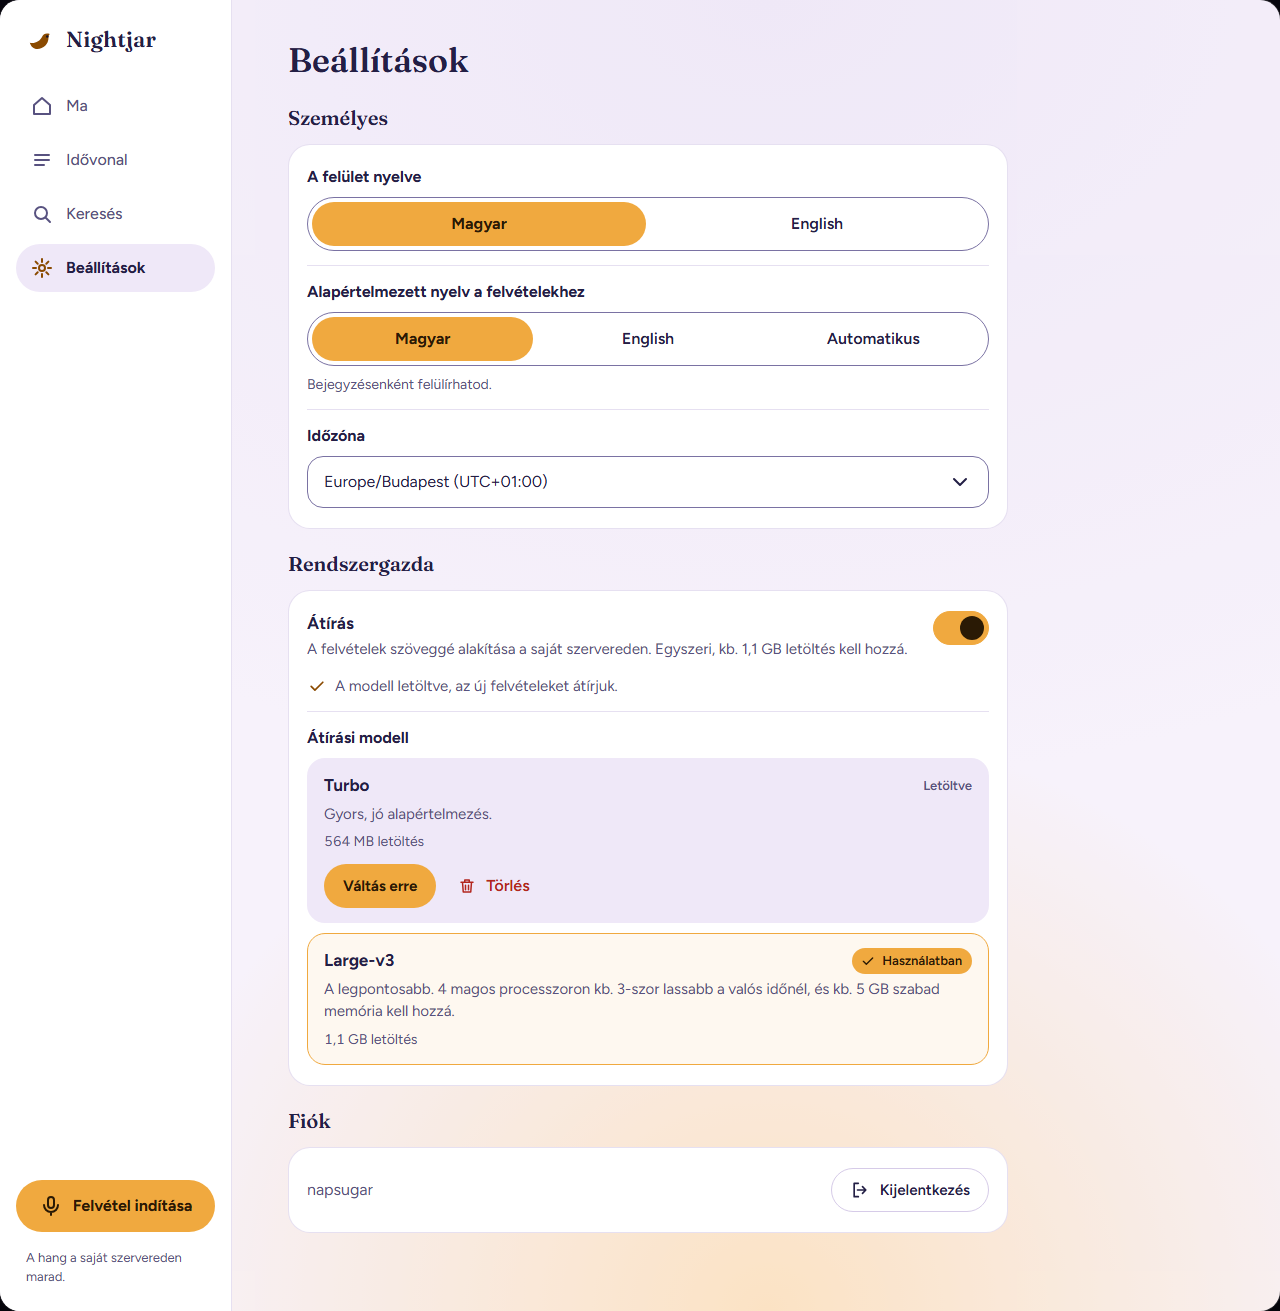 Nightjar
Ma
Idővonal
Keresés
Beállítások
Felvétel indítása
A hang a saját szervereden
marad.
Beállítások
Személyes
A felület nyelve
Magyar English
Alapértelmezett nyelv a felvételekhez
Magyar English Automatikus
Bejegyzésenként felülírhatod.
Időzóna
Europe/Budapest (UTC+01:00)
Rendszergazda
Átírás
A felvételek szöveggé alakítása a saját szervereden. Egyszeri, kb. 1,1 GB letöltés kell hozzá.
A modell letöltve, az új felvételeket átírjuk.
Átírási modell
Turbo Letöltve
Gyors, jó alapértelmezés.
564 MB letöltés
Váltás erre Törlés
Large-v3 Használatban
A legpontosabb. 4 magos processzoron kb. 3-szor lassabb a valós időnél, és kb. 5 GB szabad
memória kell hozzá.
1,1 GB letöltés
Fiók
napsugar Kijelentkezés